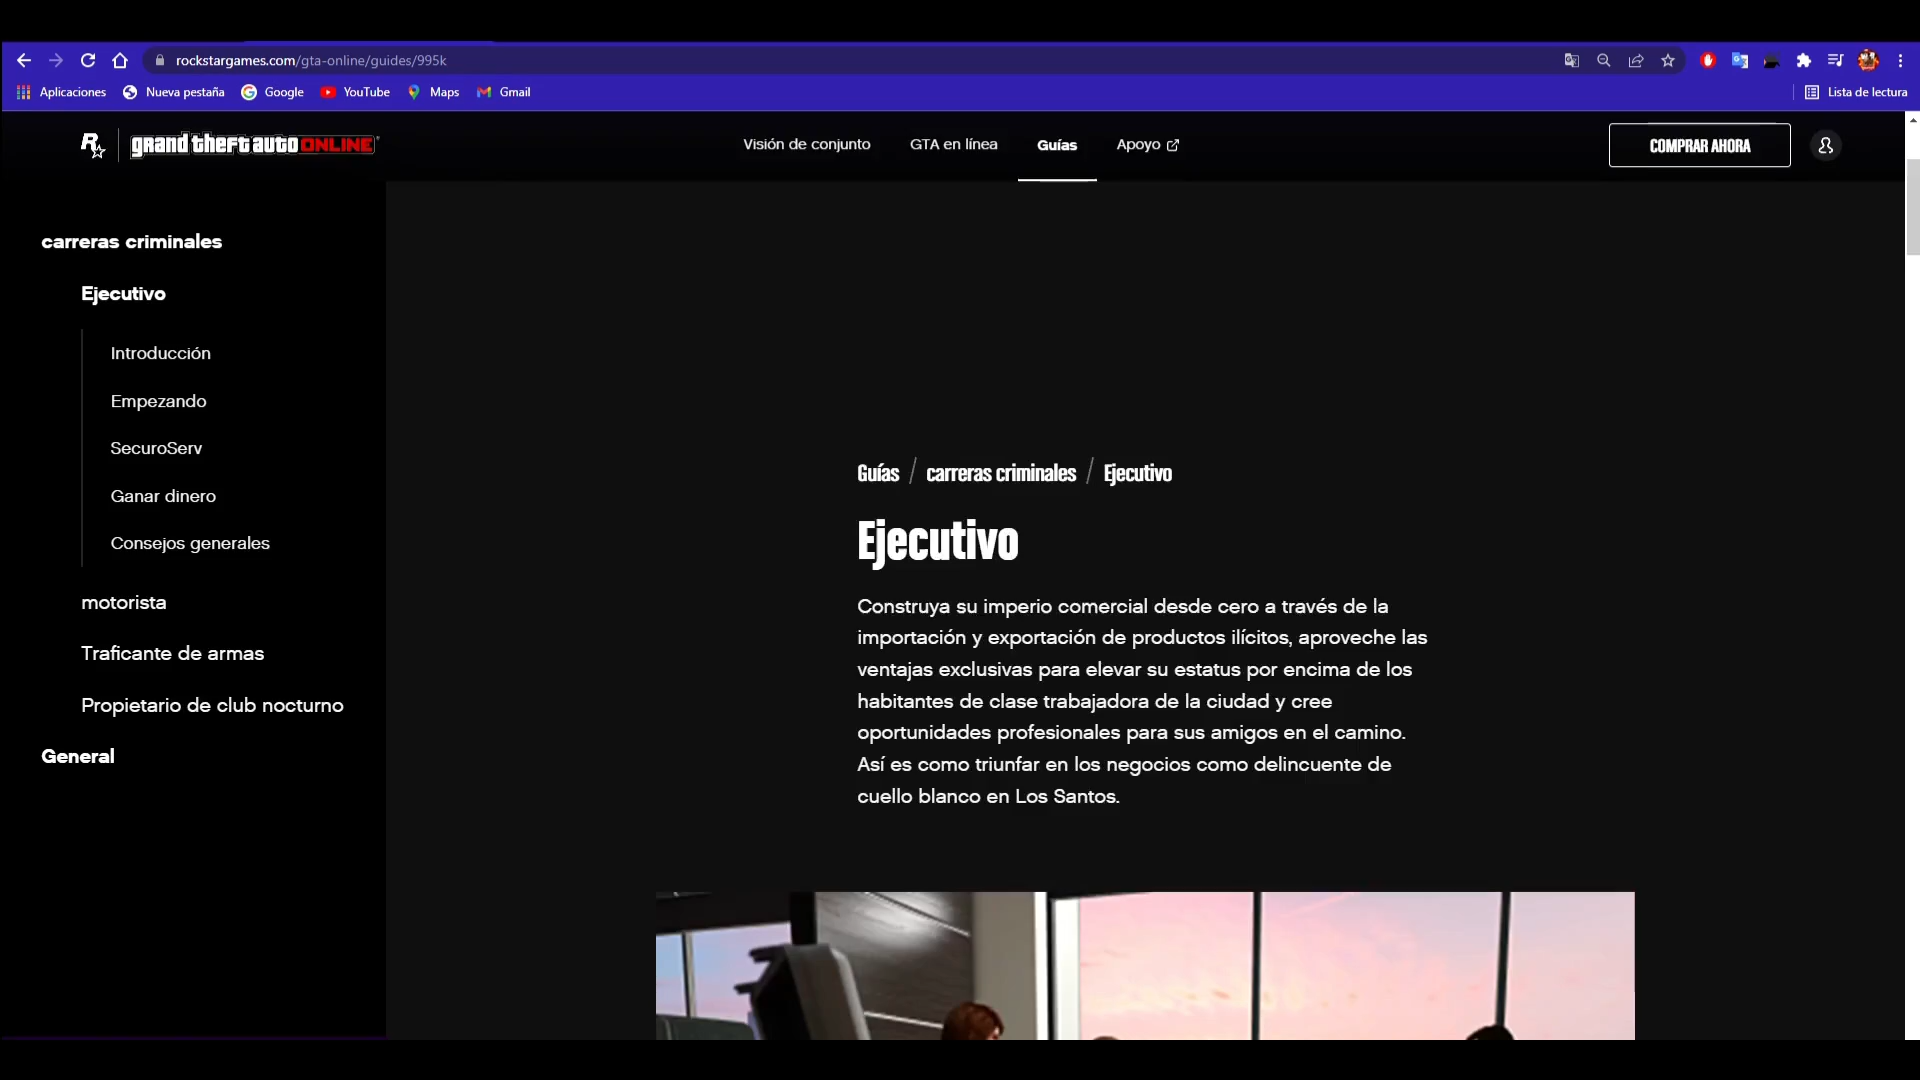 rockstargames.com/gta-online/guides/995k
Aplicaciones
Nueva pestaña
Google
YouTube
Maps
Gmail
Lista de lectura
R
grand theft auto ONLINE
Visión de conjunto
GTA en línea
Guías
Apoyo
COMPRAR AHORA
carreras criminales
Ejecutivo
Introducción
Empezando
SecuroServ
Ganar dinero
Consejos generales
motorista
Traficante de armas
Propietario de club nocturno
General
Guías / carreras criminales / Ejecutivo
Ejecutivo
Construya su imperio comercial desde cero a través de la
importación y exportación de productos ilícitos, aproveche las
ventajas exclusivas para elevar su estatus por encima de los
habitantes de clase trabajadora de la ciudad y cree
oportunidades profesionales para sus amigos en el camino.
Así es como triunfar en los negocios como delincuente de
cuello blanco en Los Santos.